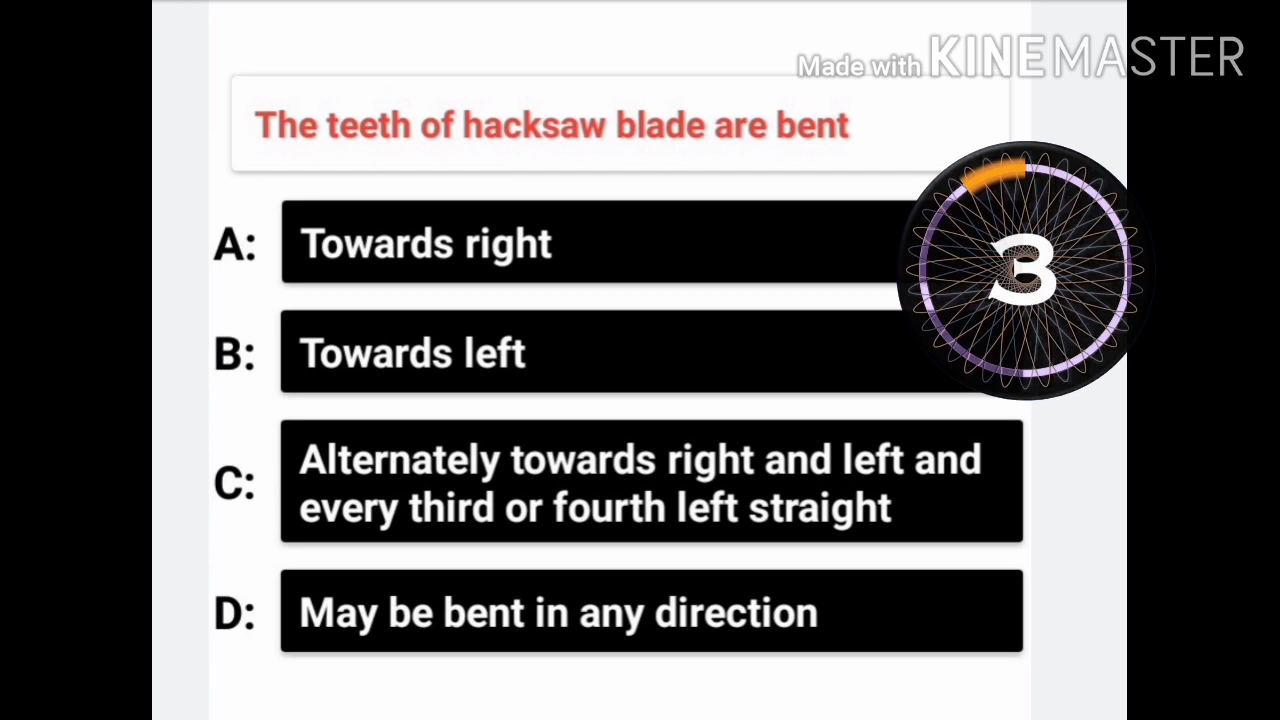 Made with KINEMASTER
The teeth of hacksaw blade are bent
A: Towards right
3
B: Towards left
C: Alternately towards right and left and
every third or fourth left straight
D: May be bent in any direction